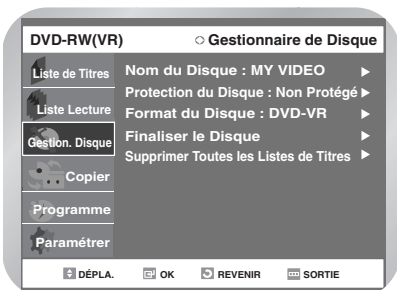 DVD-RW(VR) Gestionnaire de Disque
Liste de Titres
Liste Lecture
Gestion. Disque
Copier
Programme
Paramétrer
Nom du Disque : MY VIDEO
Protection du Disque : Non Protégé
Format du Disque : DVD-VR
Finaliser le Disque
Supprimer Toutes les Listes de Titres
DÉPLA. OK REVENIR SORTIE